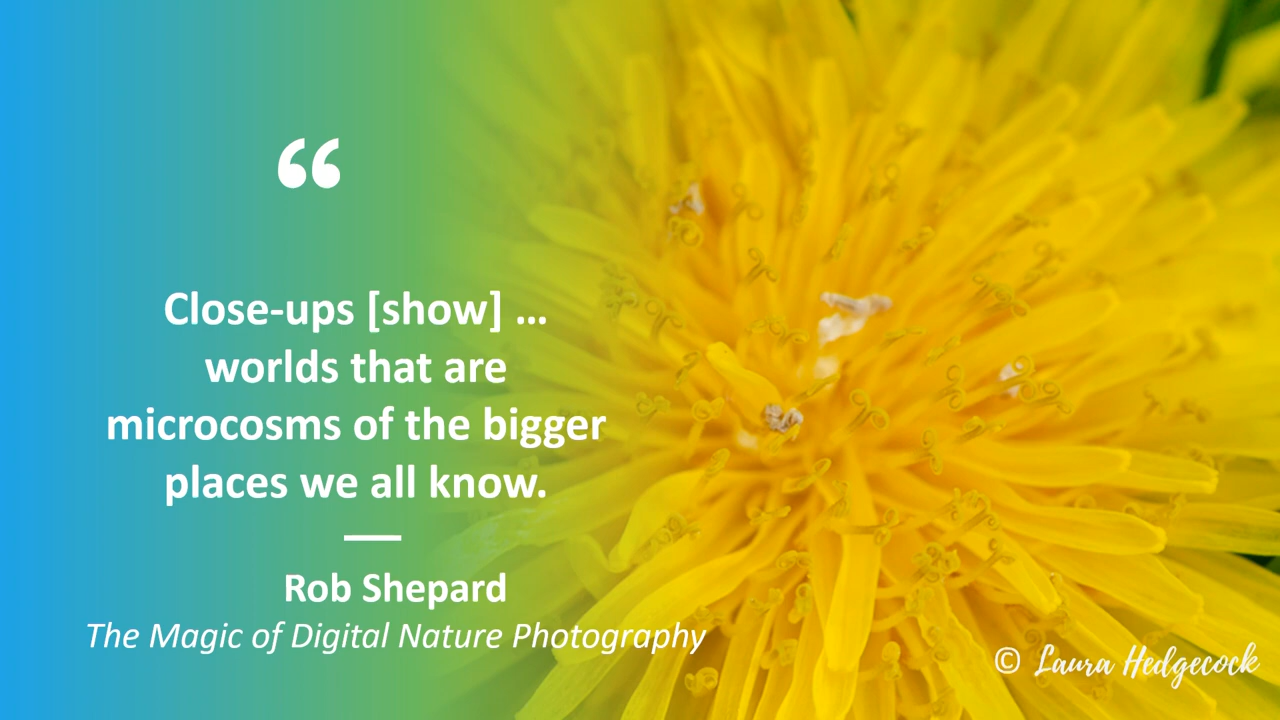 “
Close-ups [show] …
worlds that are
microcosms of the bigger
places we all know.
Rob Shepard
The Magic of Digital Nature Photography
© Laura Hedgecock